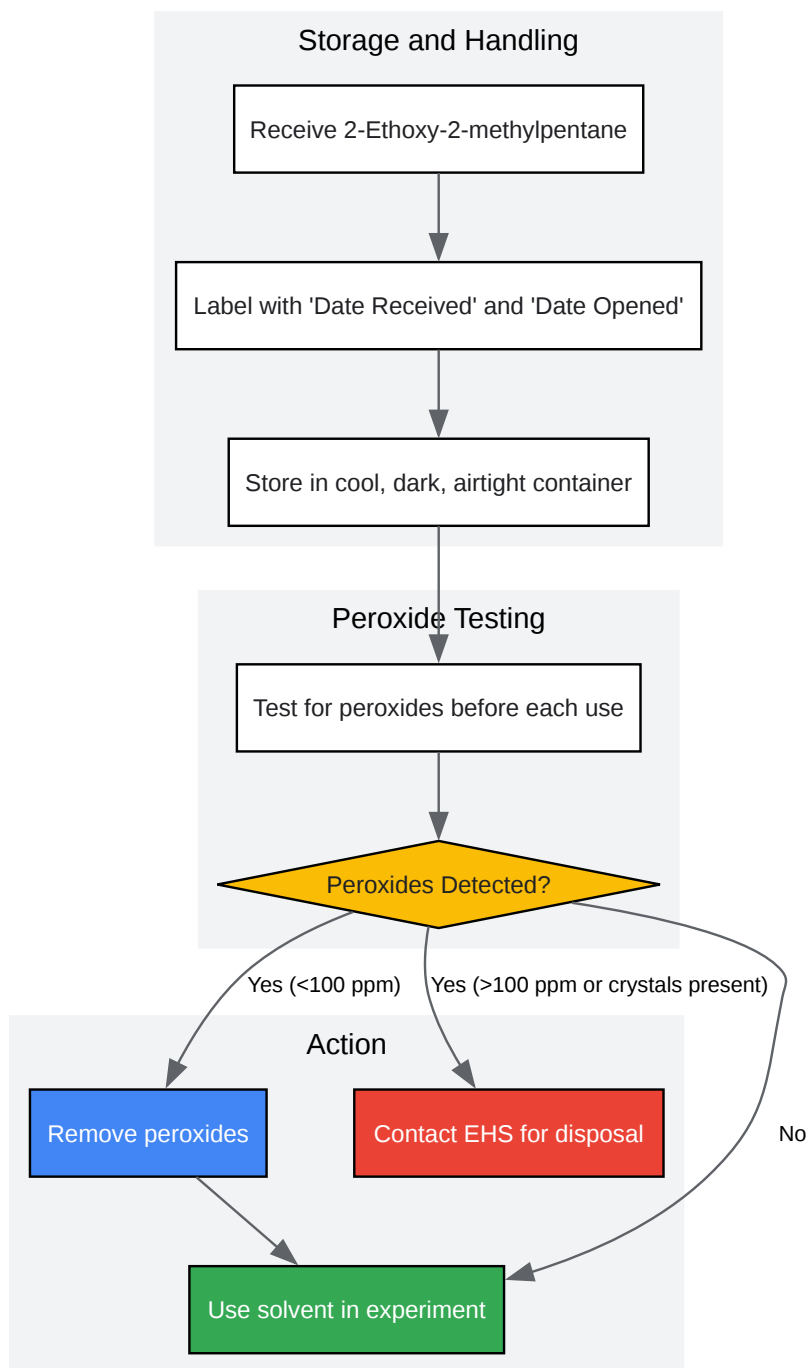 Storage and Handling
Receive 2-Ethoxy-2-methylpentane
Label with 'Date Received' and 'Date Opened'
Store in cool, dark, airtight container
Peroxide Testing
Test for peroxides before each use
Peroxides Detected?
Yes (<100 ppm)
Yes (>100 ppm or crystals present)
Action
Remove peroxides
Contact EHS for disposal
No
Use solvent in experiment